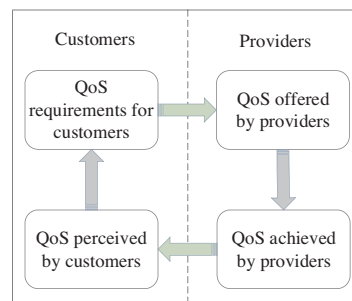 Customers
Providers
QoS
requirements for
customers
QoS offered
by providers
QoS perceived
by customers
QoS achieved
by providers